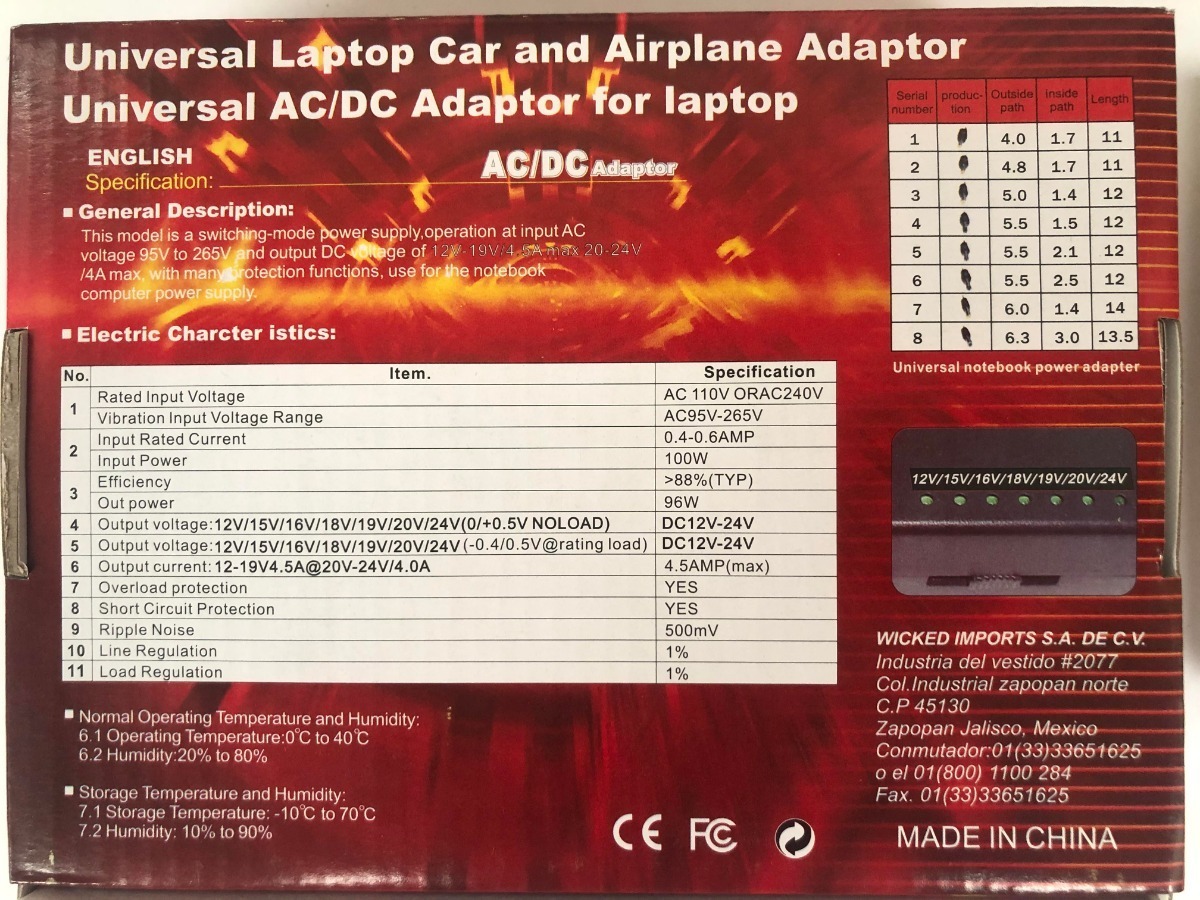 Universal Laptop Car and Airplane Adaptor
Universal AC/DC Adaptor for laptop
ENGLISH
AC/DC Adaptor
Specification:
General Description:
This model is a switching-mode power supply,operation at input AC
voltage 95V to 265V and output DC voltage of 12V-19V/4.5A max 20-24V
/4A max, with many protection functions, use for the notebook
computer power supply.
Electric Charcter istics:
No. Item. Specification
1 Rated Input Voltage AC 110V ORAC240V
Vibration Input Voltage Range AC95V-265V
2 Input Rated Current 0.4-0.6AMP
Input Power 100W
3 Efficiency >88%(TYP)
Out power 96W
4 Output voltage:12V/15V/16V/18V/19V/20V/24V(0/+0.5V NOLOAD) DC12V-24V
5 Output voltage:12V/15V/16V/18V/19V/20V/24V(-0.4/0.5V@rating load) DC12V-24V
6 Output current:12-19V4.5A@20V-24V/4.0A 4.5AMP(max)
7 Overload protection YES
8 Short Circuit Protection YES
9 Ripple Noise 500mV
10 Line Regulation 1%
11 Load Regulation 1%
Normal Operating Temperature and Humidity:
6.1 Operating Temperature:0℃ to 40℃
6.2 Humidity:20% to 80%
Storage Temperature and Humidity:
7.1 Storage Temperature: -10℃ to 70℃
7.2 Humidity: 10% to 90%
CE FC
Serial number produc-tion Outside path inside path Length
1 4.0 1.7 11
2 4.8 1.7 11
3 5.0 1.4 12
4 5.5 1.5 12
5 5.5 2.1 12
6 5.5 2.5 12
7 6.0 1.4 14
8 6.3 3.0 13.5
Universal notebook power adapter
12V/15V/16V/18V/19V/20V/24V
WICKED IMPORTS S.A. DE C.V.
Industria del vestido #2077
Col.Industrial zapopan norte
C.P 45130
Zapopan Jalisco, Mexico
Conmutador:01(33)33651625
o el 01(800) 1100 284
Fax. 01(33)33651625
MADE IN CHINA